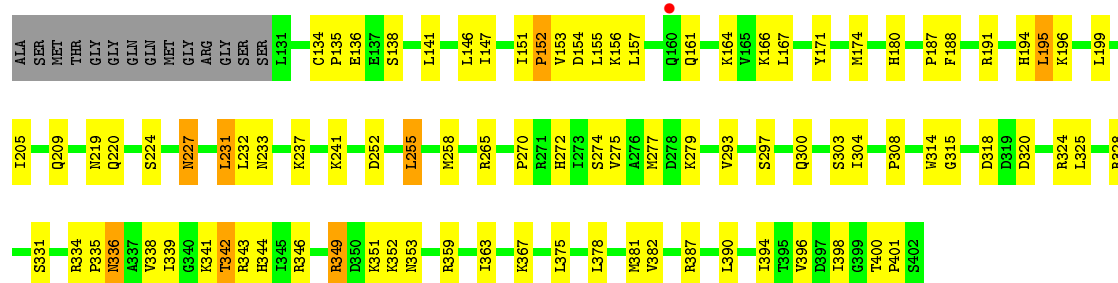 ALA SER MET THR GLY GLY GLN GLN MET GLY ARG GLY SER SER L131 C134 P135 E136 E137 S138 L141 L146 I147 I151 P152 V153 D154 L155 K156 L157 Q160 Q161 K164 V165 K166 L167 Y171 M174 H180 P187 F188 R191 H194 L195 K196 L199
I205 Q209 N219 Q220 S224 N227 L231 L232 N233 K237 K241 D252 L255 M258 R265 P270 R271 H272 I273 S274 V275 A276 M277 D278 K279 V293 S297 Q300 S303 I304 P308 W314 G315 D318 D319 D320 R324 L325 R328
S331 R334 P335 N336 A337 V338 I339 G340 K341 T342 R343 H344 I345 R346 R349 D350 K351 K352 N353 R359 I363 K367 L375 L378 M381 V382 R387 L390 I394 T395 V396 D397 I398 G399 T400 P401 S402